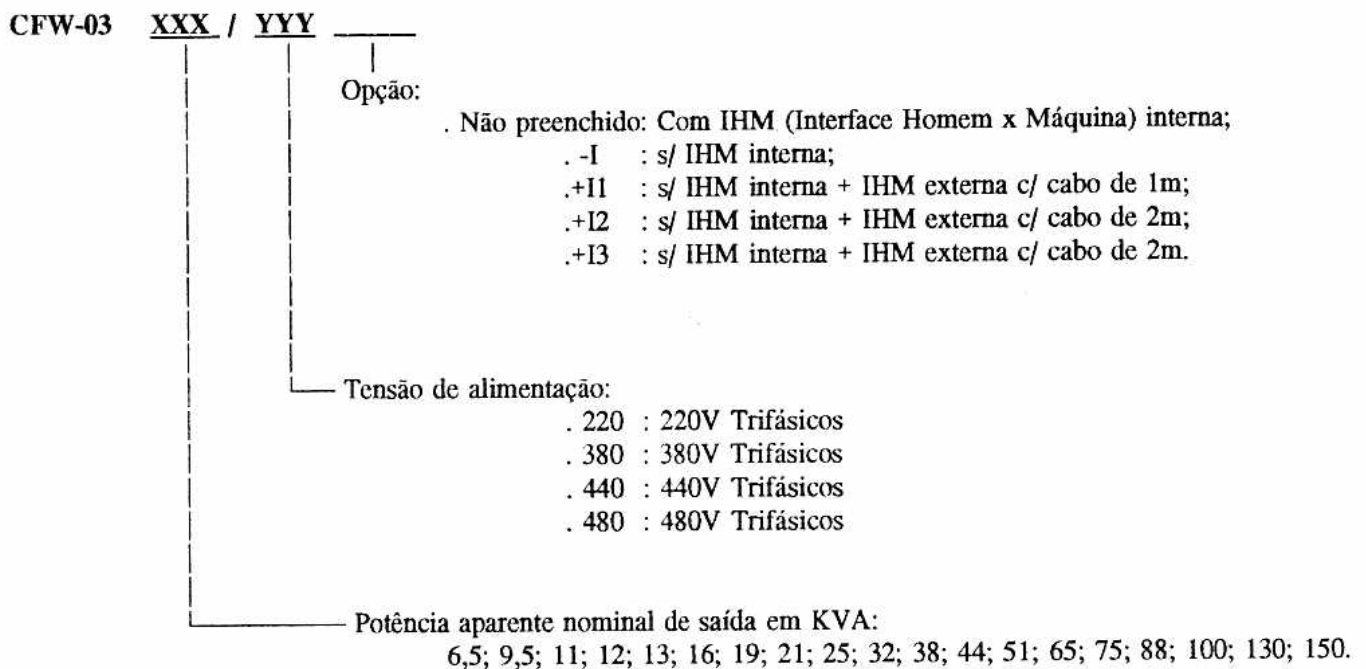 CFW-03 XXX / YYY ______
Opção:
. Não preenchido: Com IHM (Interface Homem x Máquina) interna;
. -I : s/ IHM interna;
.+I1 : s/ IHM interna + IHM externa c/ cabo de 1m;
.+I2 : s/ IHM interna + IHM externa c/ cabo de 2m;
.+I3 : s/ IHM interna + IHM externa c/ cabo de 2m.
Tensão de alimentação:
. 220 : 220V Trifásicos
. 380 : 380V Trifásicos
. 440 : 440V Trifásicos
. 480 : 480V Trifásicos
Potência aparente nominal de saída em KVA:
6,5; 9,5; 11; 12; 13; 16; 19; 21; 25; 32; 38; 44; 51; 65; 75; 88; 100; 130; 150.